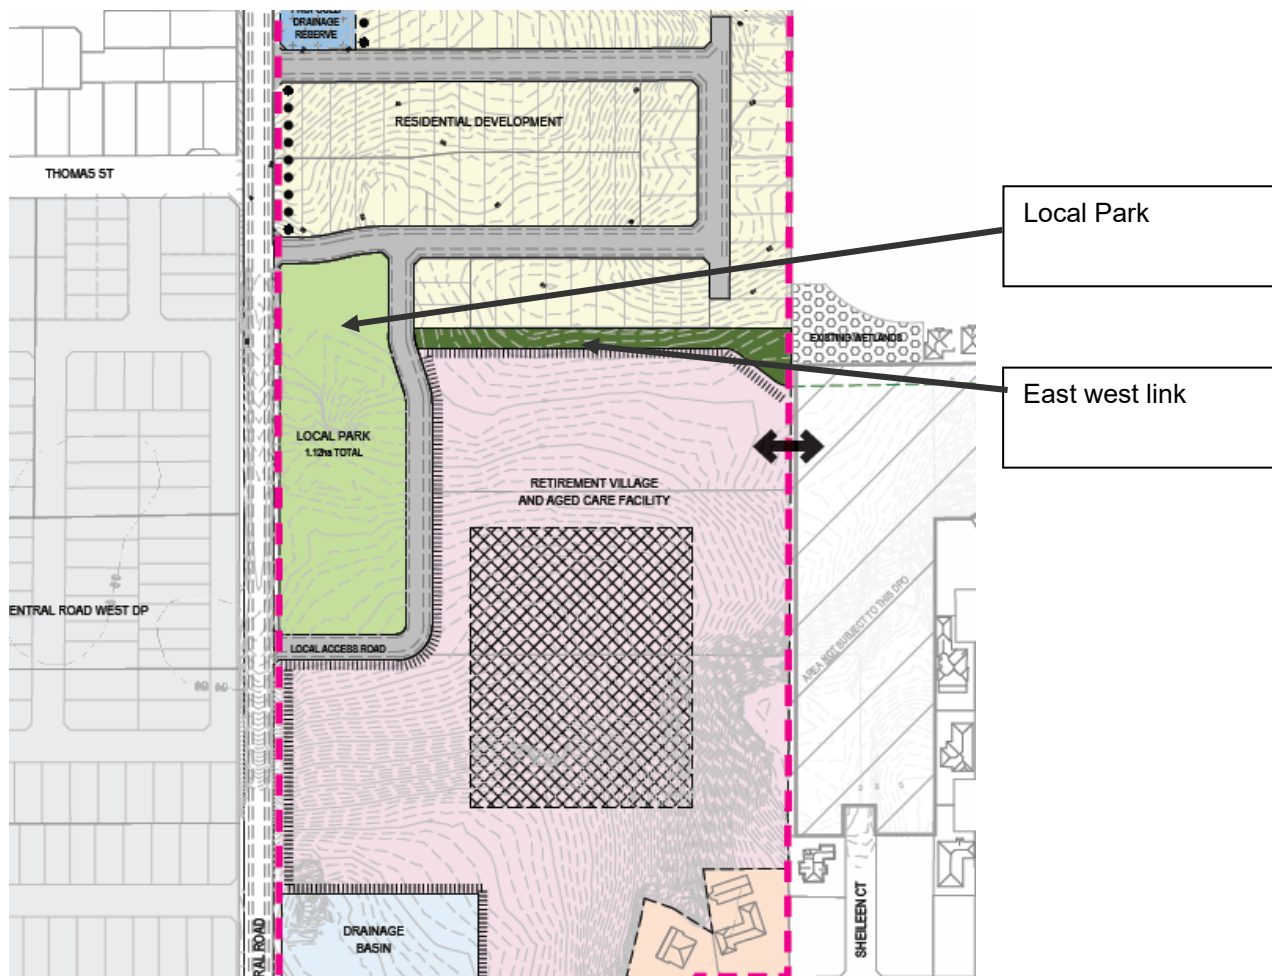 DRAINAGE
RESERVE
RESIDENTIAL DEVELOPMENT
THOMAS ST
Local Park
EXISTING WETLANDS
East west link
LOCAL PARK
1.12ha TOTAL
RETIREMENT VILLAGE
AND AGED CARE FACILITY
AREA NOT SUBJECT TO THIS DPO
ENTRAL ROAD WEST DP
LOCAL ACCESS ROAD
DRAINAGE
BASIN
RAL ROAD
SHEILEEN CT